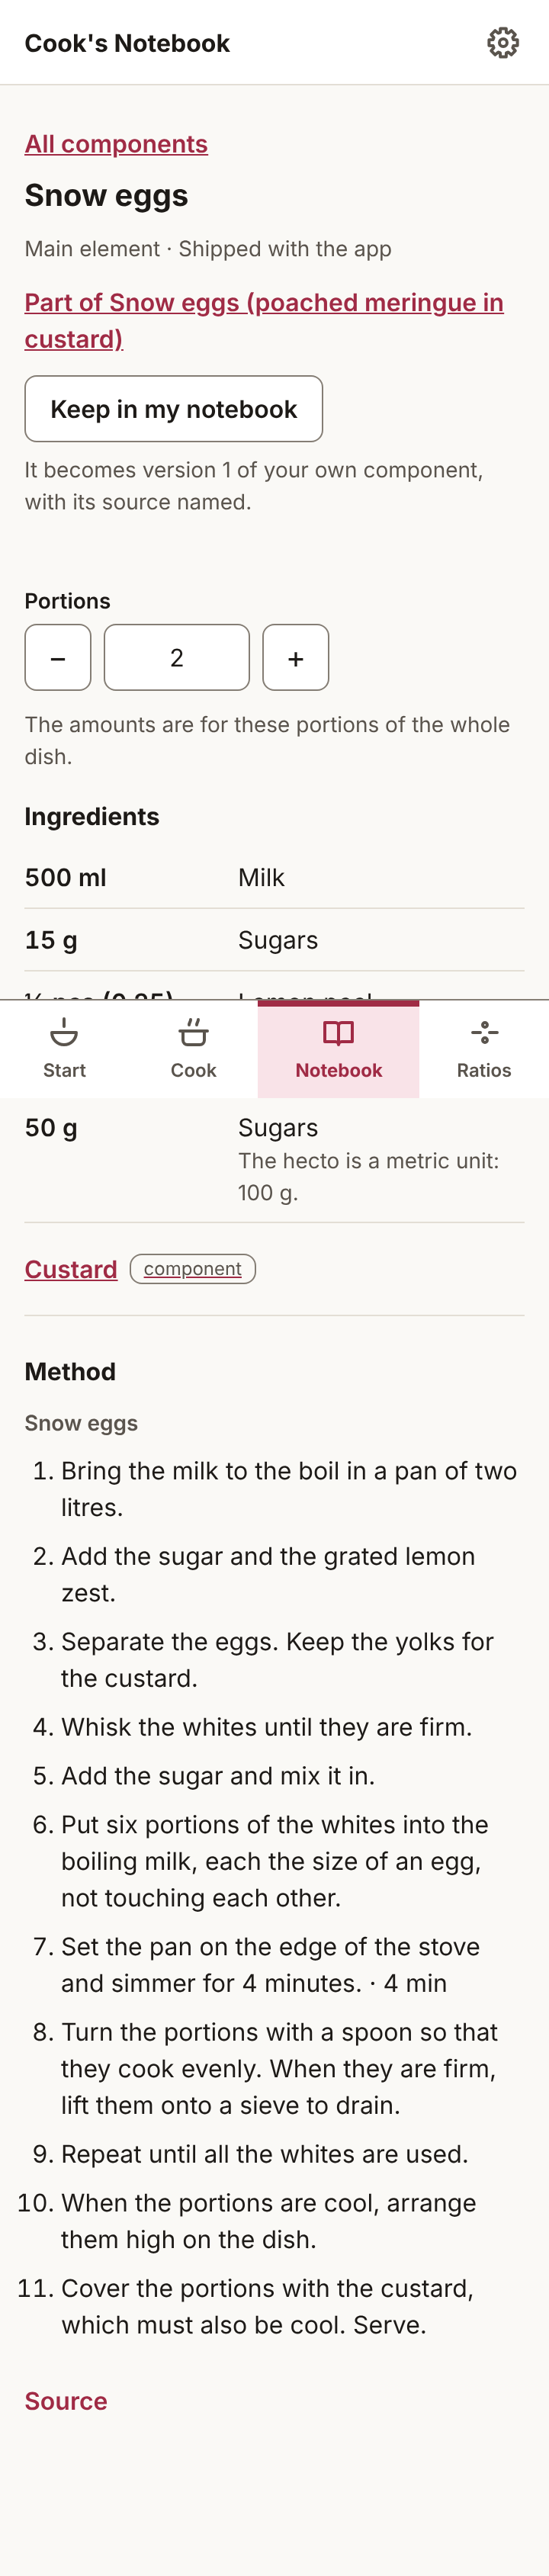 Cook's Notebook
All components
Snow eggs
Main element · Shipped with the app
Part of Snow eggs (poached meringue in
custard)
Keep in my notebook
It becomes version 1 of your own component,
with its source named.
Portions
− 2 +
The amounts are for these portions of the whole
dish.
Ingredients
500 ml Milk
15 g Sugars
Start Cook Notebook Ratios
50 g Sugars
The hecto is a metric unit:
100 g.
Custard component
Method
Snow eggs
1. Bring the milk to the boil in a pan of two
litres.
2. Add the sugar and the grated lemon
zest.
3. Separate the eggs. Keep the yolks for
the custard.
4. Whisk the whites until they are firm.
5. Add the sugar and mix it in.
6. Put six portions of the whites into the
boiling milk, each the size of an egg,
not touching each other.
7. Set the pan on the edge of the stove
and simmer for 4 minutes. · 4 min
8. Turn the portions with a spoon so that
they cook evenly. When they are firm,
lift them onto a sieve to drain.
9. Repeat until all the whites are used.
10. When the portions are cool, arrange
them high on the dish.
11. Cover the portions with the custard,
which must also be cool. Serve.
Source